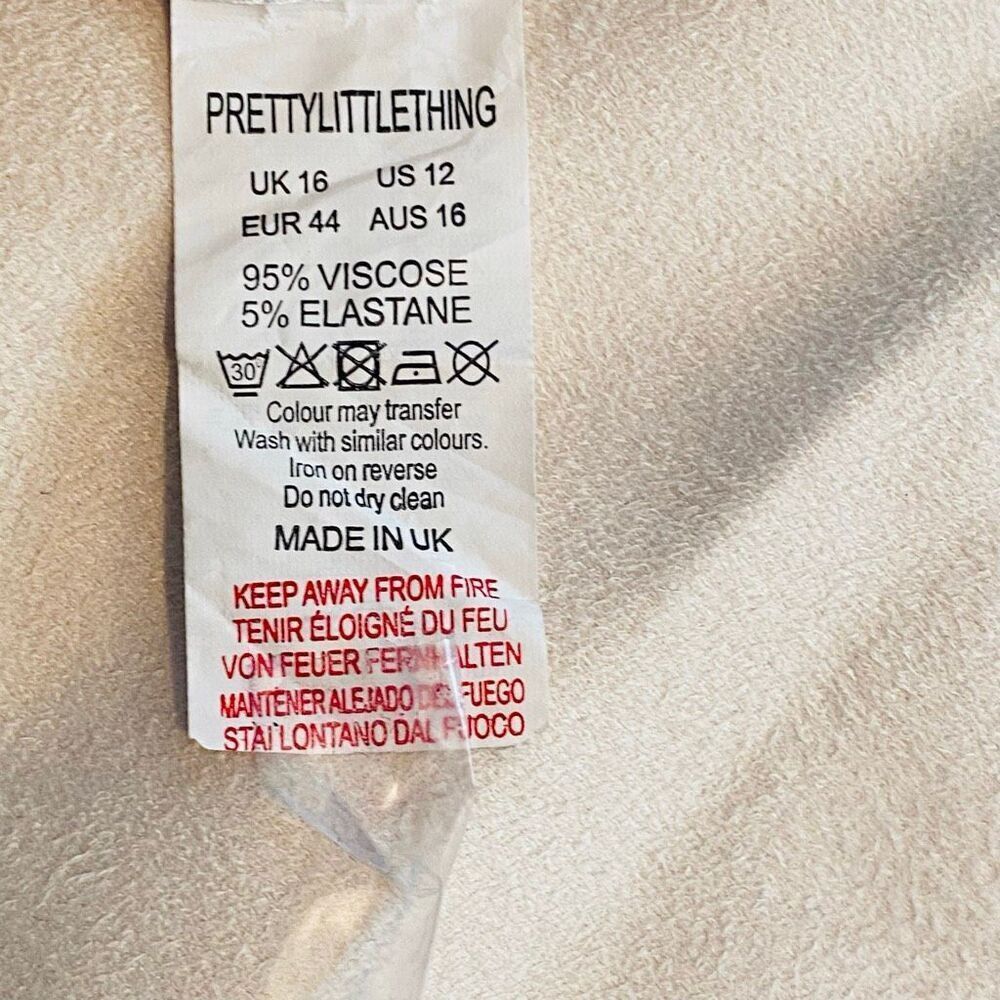 PRETTYLITTLETHING
UK 16 US 12
EUR 44 AUS 16
95% VISCOSE
5% ELASTANE
30°
Colour may transfer
Wash with similar colours.
Iron on reverse
Do not dry clean
MADE IN UK
KEEP AWAY FROM FIRE
TENIR ÉLOIGNÉ DU FEU
VON FEUER FERNHALTEN
MANTENER ALEJADO DEL FUEGO
STAI LONTANO DAL FUOCO